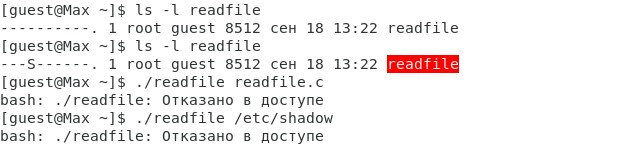 [guest@Max ~]$ ls -l readfile
----------. 1 root guest 8512 сен 18 13:22 readfile
[guest@Max ~]$ ls -l readfile
---S------. 1 root guest 8512 сен 18 13:22 readfile
[guest@Max ~]$ ./readfile readfile.c
bash: ./readfile: Отказано в доступе
[guest@Max ~]$ ./readfile /etc/shadow
bash: ./readfile: Отказано в доступе